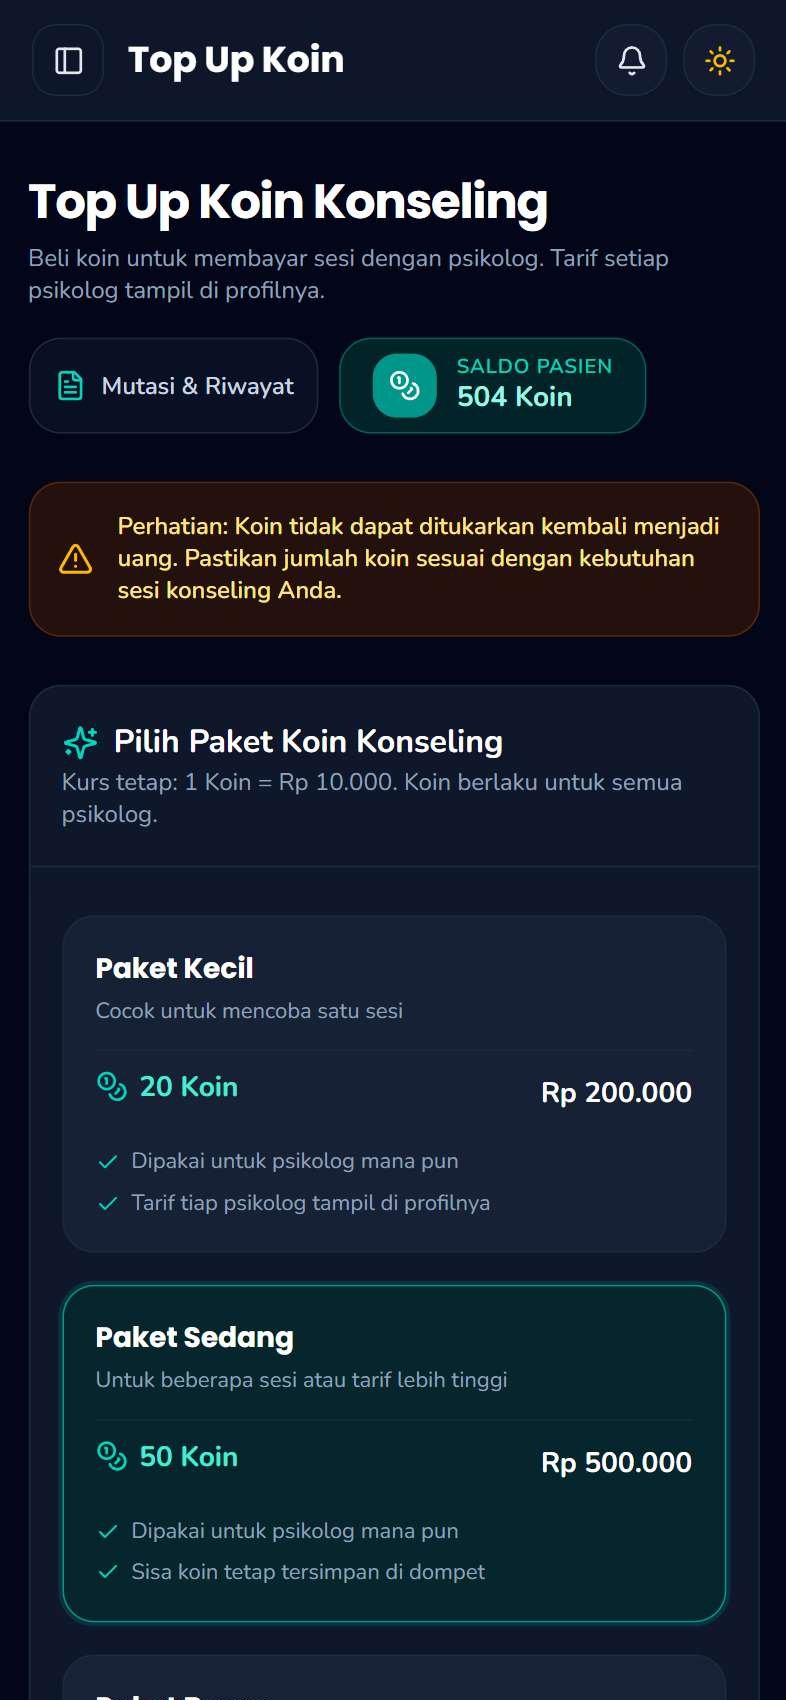 Top Up Koin
Top Up Koin Konseling
Beli koin untuk membayar sesi dengan psikolog. Tarif setiap
psikolog tampil di profilnya.
Mutasi & Riwayat
SALDO PASIEN
504 Koin
Perhatian: Koin tidak dapat ditukarkan kembali menjadi
uang. Pastikan jumlah koin sesuai dengan kebutuhan
sesi konseling Anda.
Pilih Paket Koin Konseling
Kurs tetap: 1 Koin = Rp 10.000. Koin berlaku untuk semua
psikolog.
Paket Kecil
Cocok untuk mencoba satu sesi
20 Koin
Rp 200.000
Dipakai untuk psikolog mana pun
Tarif tiap psikolog tampil di profilnya
Paket Sedang
Untuk beberapa sesi atau tarif lebih tinggi
50 Koin
Rp 500.000
Dipakai untuk psikolog mana pun
Sisa koin tetap tersimpan di dompet